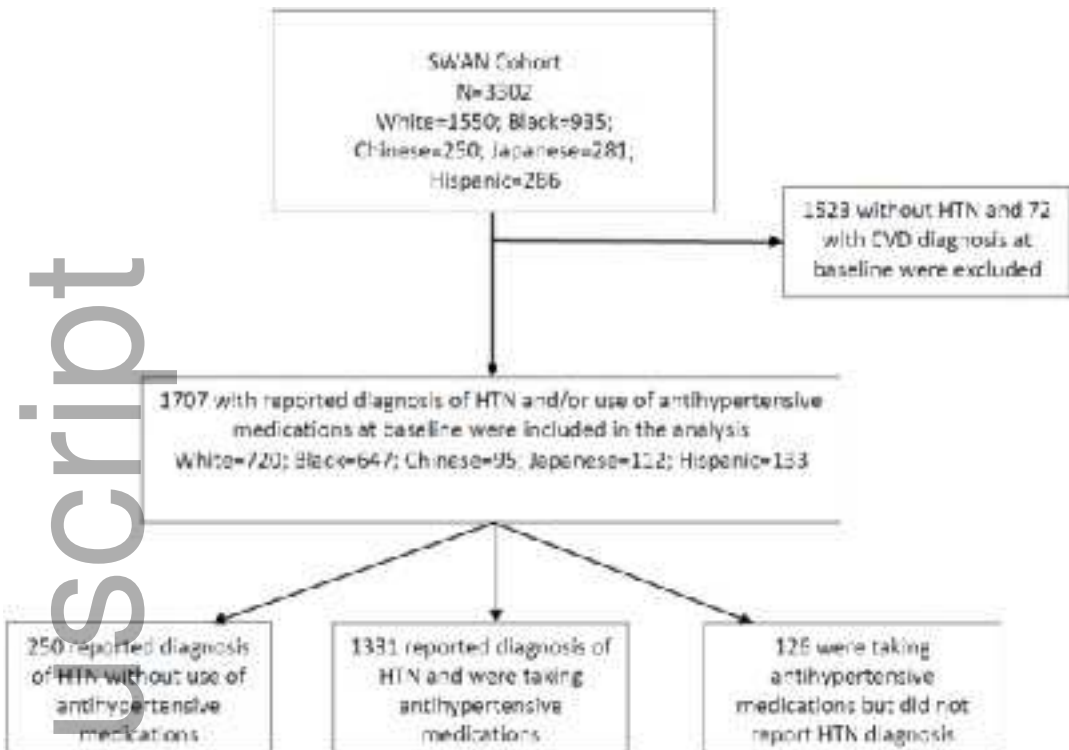 SWAN Cohort
N=3302
White=1550; Black=935;
Chinese=250; Japanese=281;
Hispanic=286
1523 without HTN and 72
with CVD diagnosis at
baseline were excluded
uscript
1707 with reported diagnosis of HTN and/or use of antihypertensive
medications at baseline were included in the analysis
White=720; Black=647; Chinese=95; Japanese=112; Hispanic=133
250 reported diagnosis
of HTN without use of
antihypertensive
medications
1331 reported diagnosis of
HTN and were taking
antihypertensive
medications
126 were taking
antihypertensive
medications but did not
report HTN diagnosis